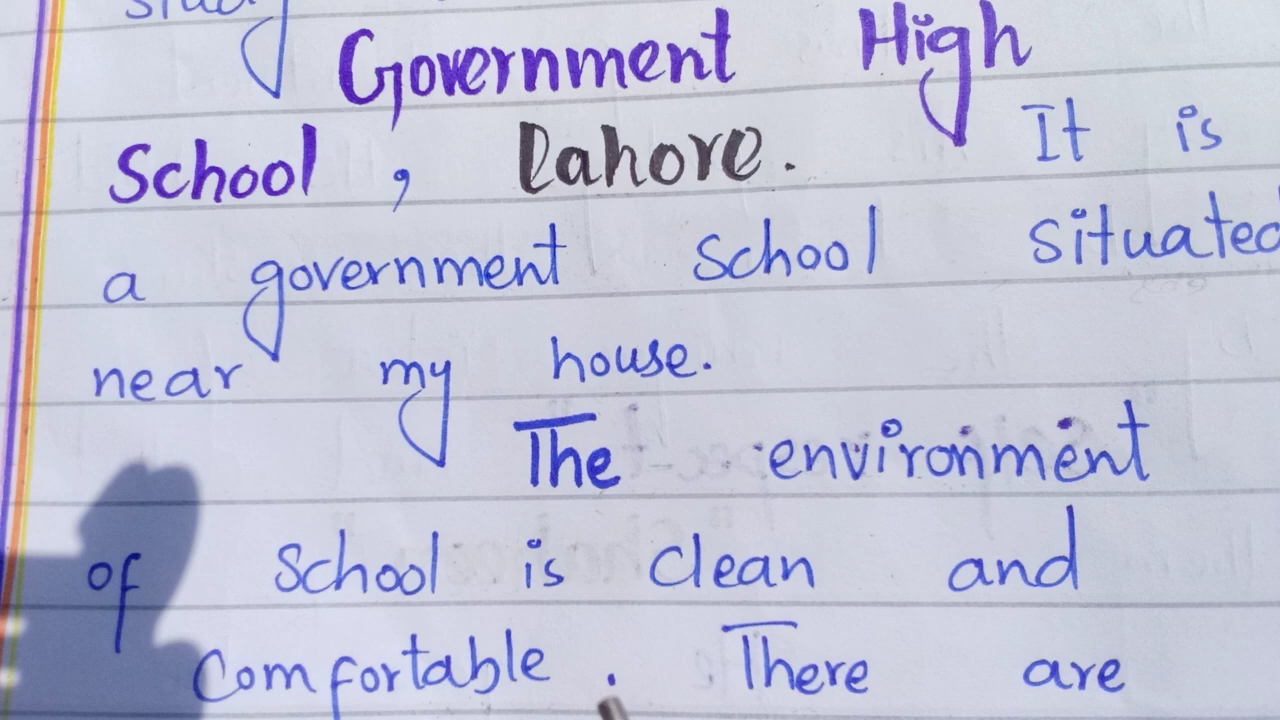 study
Government High
School, Lahore. It is
a government school situated
near my house.
The environment
of school is clean and
Comfortable. There are